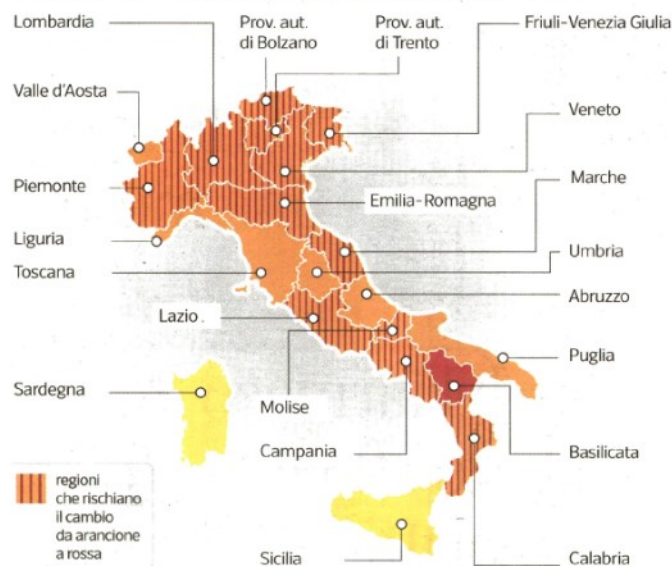 Lombardia
Prov. aut.
di Bolzano
Prov. aut.
di Trento
Friuli-Venezia Giulia
Valle d'Aosta
Veneto
Piemonte
Emilia-Romagna
Marche
Liguria
Umbria
Toscana
Abruzzo
Lazio
Puglia
Sardegna
Molise
Campania
Basilicata
regioni
che rischiano
il cambio
da arancione
a rossa
Sicilia
Calabria